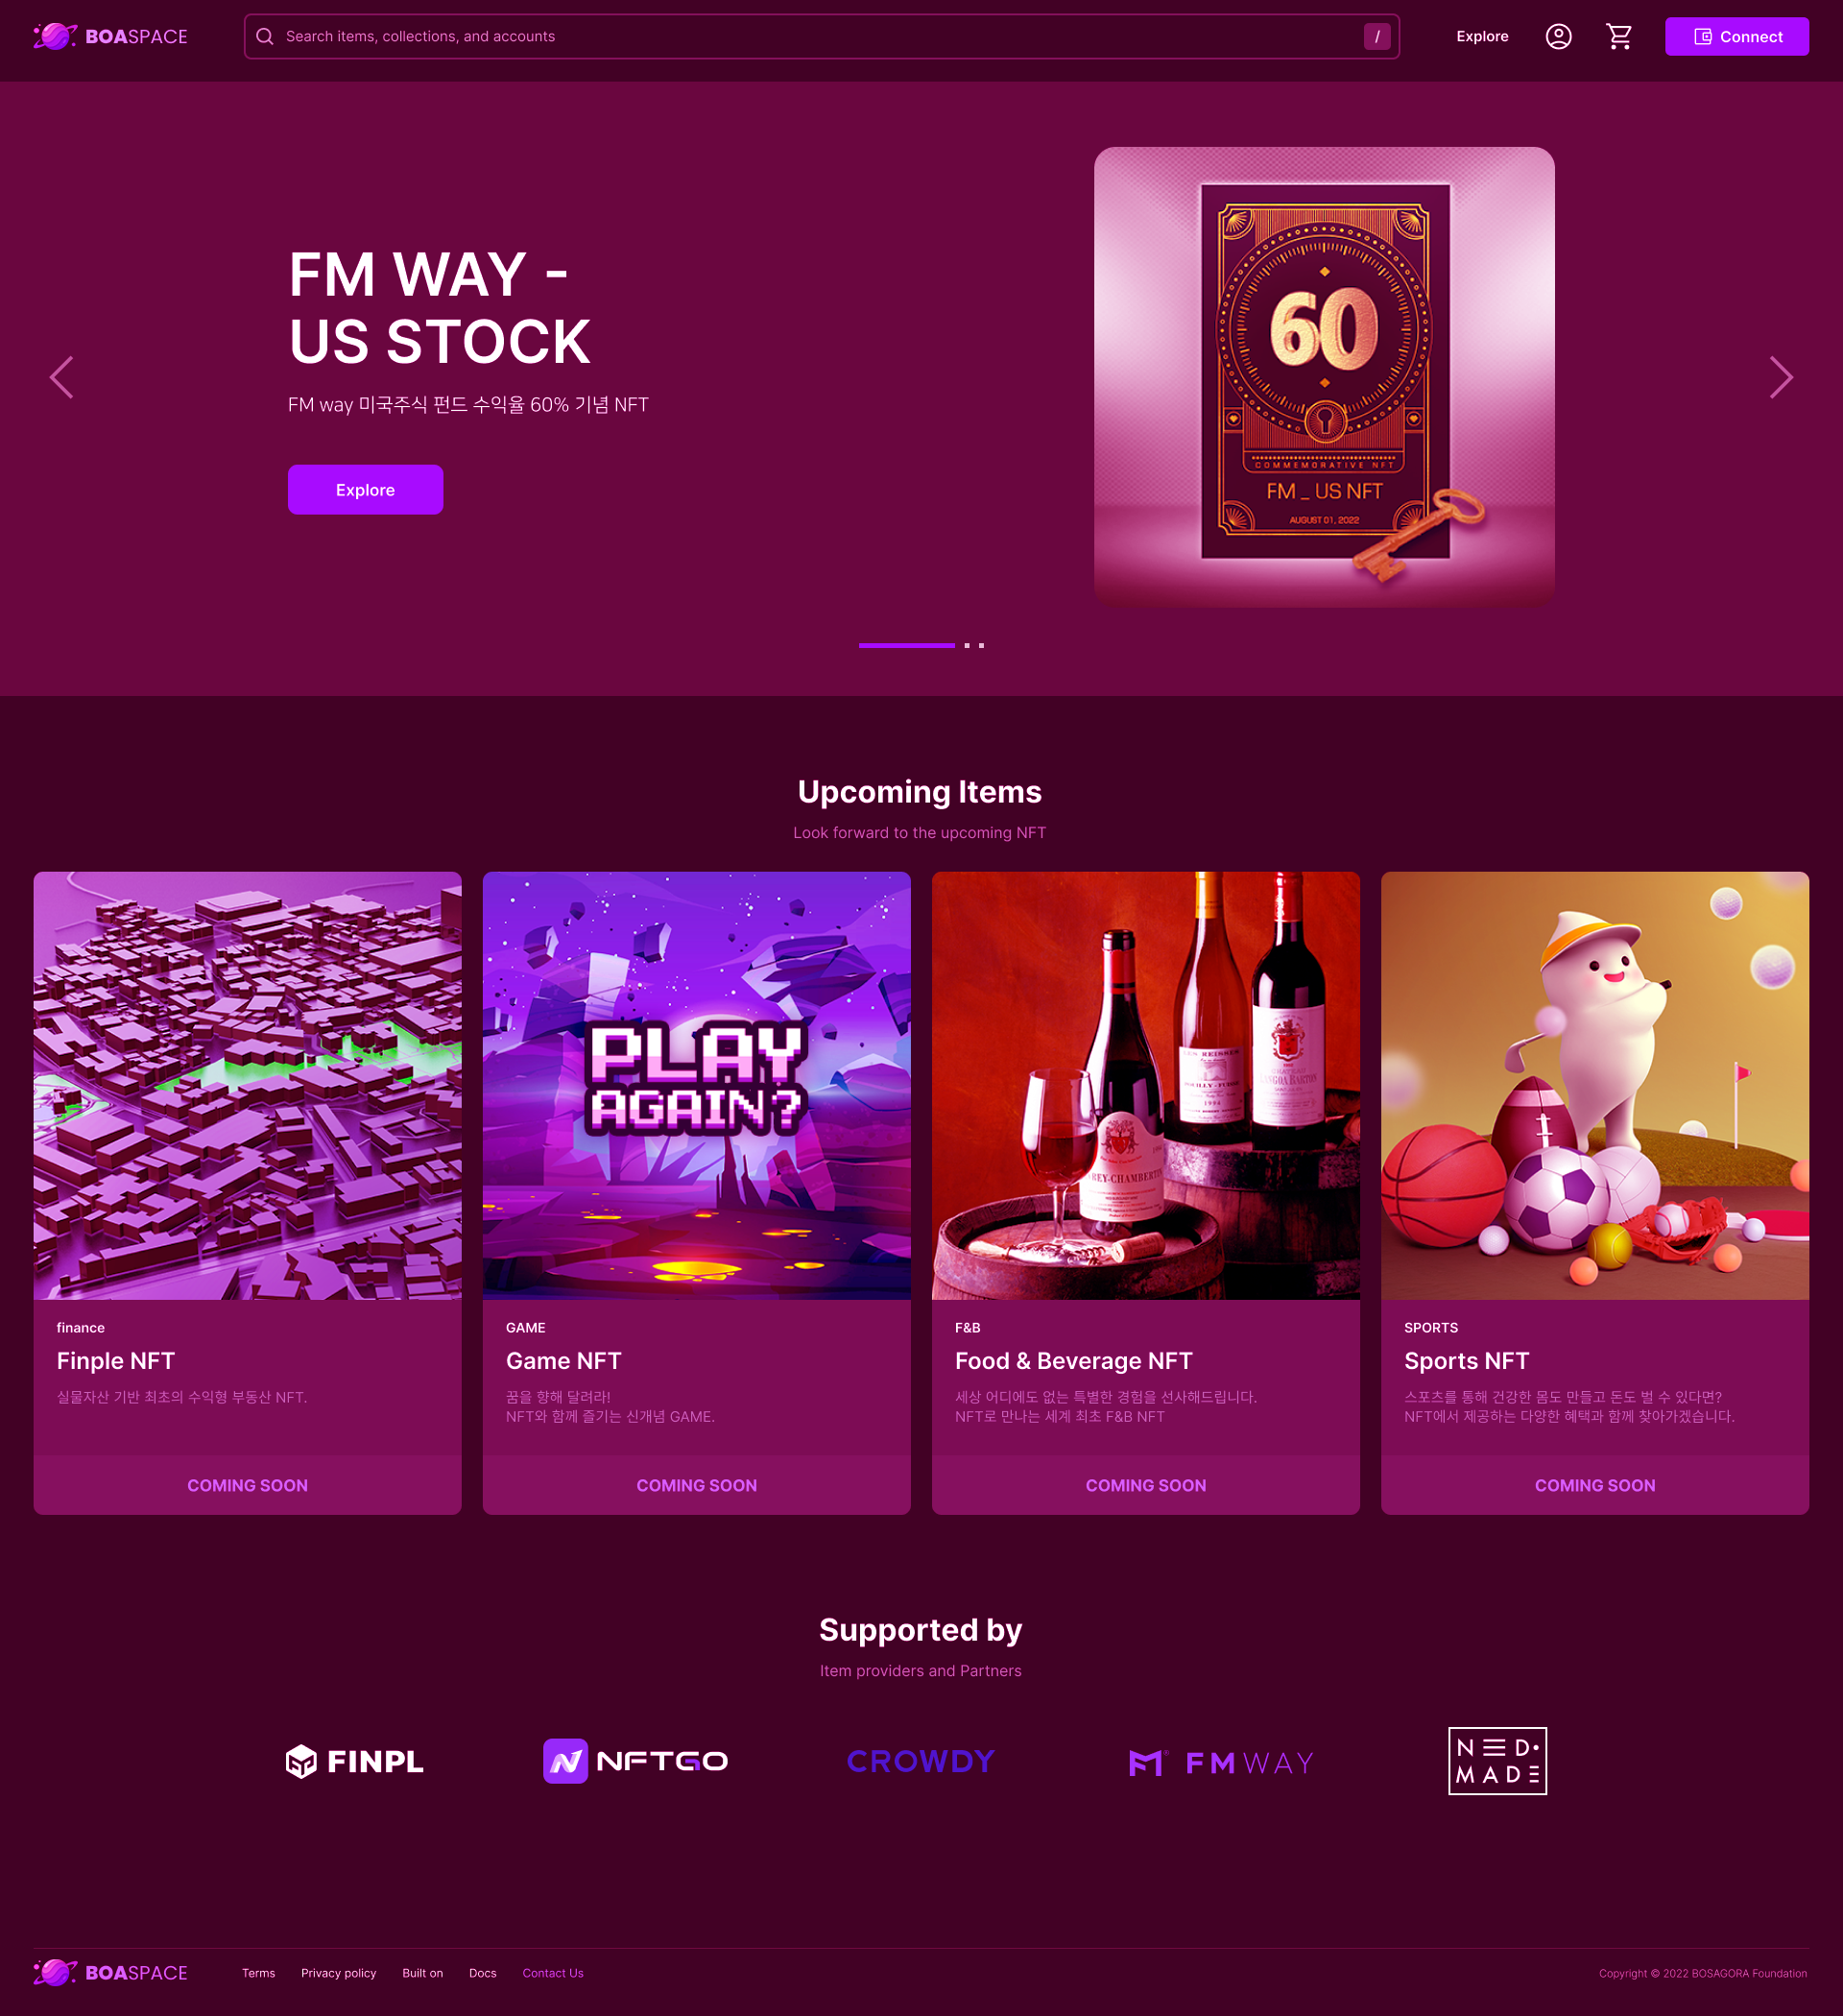 BOASPACE
Search items, collections, and accounts
/
Explore
Connect
FM WAY -
US STOCK
FM way 미국주식 펀드 수익율 60% 기념 NFT
Explore
60
COMMEMORATIVE NFT
FM _ US NFT
AUGUST 01, 2022
Upcoming Items
Look forward to the upcoming NFT
PLAY
AGAIN?
LES REISSES
1994
BARTON
REY-CHAMBERTIN
finance
Finple NFT
실물자산 기반 최초의 수익형 부동산 NFT.
COMING SOON
GAME
Game NFT
꿈을 향해 달려라!
NFT와 함께 즐기는 신개념 GAME.
COMING SOON
F&B
Food & Beverage NFT
세상 어디에도 없는 특별한 경험을 선사해드립니다.
NFT로 만나는 세계 최초 F&B NFT
COMING SOON
SPORTS
Sports NFT
스포츠를 통해 건강한 몸도 만들고 돈도 벌 수 있다면?
NFT에서 제공하는 다양한 혜택과 함께 찾아가겠습니다.
COMING SOON
Supported by
Item providers and Partners
FINPL
NFTGO
CROWDY
FMWAY
NED.
MADE
BOASPACE
Terms
Privacy policy
Built on
Docs
Contact Us
Copyright © 2022 BOSAGORA Foundation